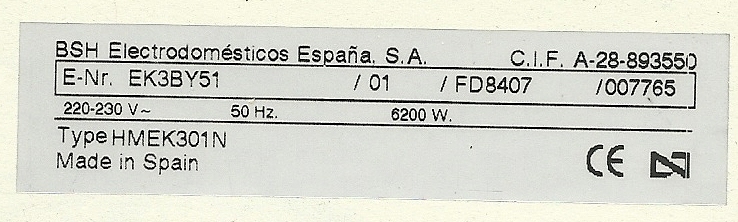 BSH Electrodomésticos España, S.A. C.I.F. A-28-893550
E-Nr. EK3BY51 /01 /FD8407 /007765
220-230 V~ 50 Hz. 6200 W.
Type HMEK301N
Made in Spain
CE N